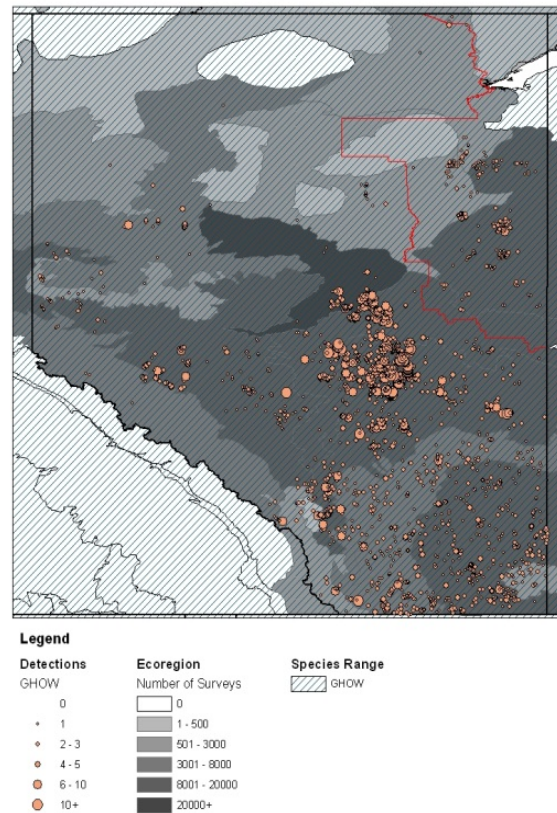 Legend
Detections
GHOW
0
1
2 - 3
4 - 5
6 - 10
10+
Ecoregion
Number of Surveys
0
1 - 500
501 - 3000
3001 - 8000
8001 - 20000
20000+
Species Range
GHOW